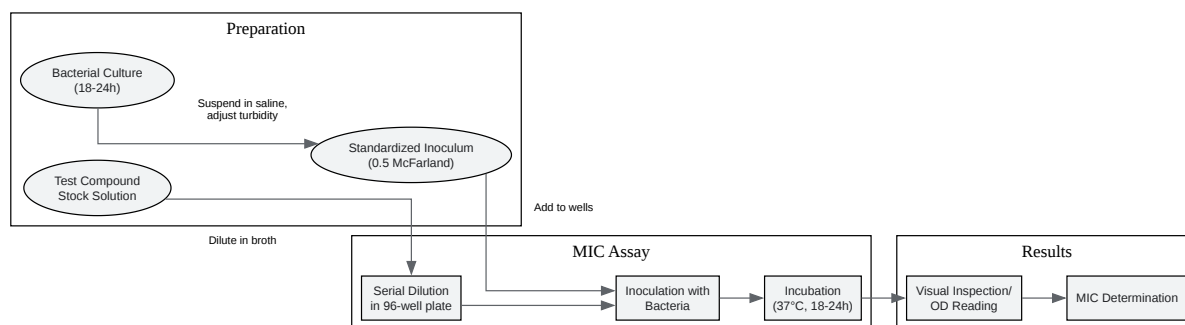 Preparation
Bacterial Culture
(18-24h)
Suspend in saline,
adjust turbidity
Standardized Inoculum
(0.5 McFarland)
Test Compound
Stock Solution
Add to wells
Dilute in broth
MIC Assay
Serial Dilution
in 96-well plate
Inoculation with
Bacteria
Incubation
(37°C, 18-24h)
Results
Visual Inspection/
OD Reading
MIC Determination